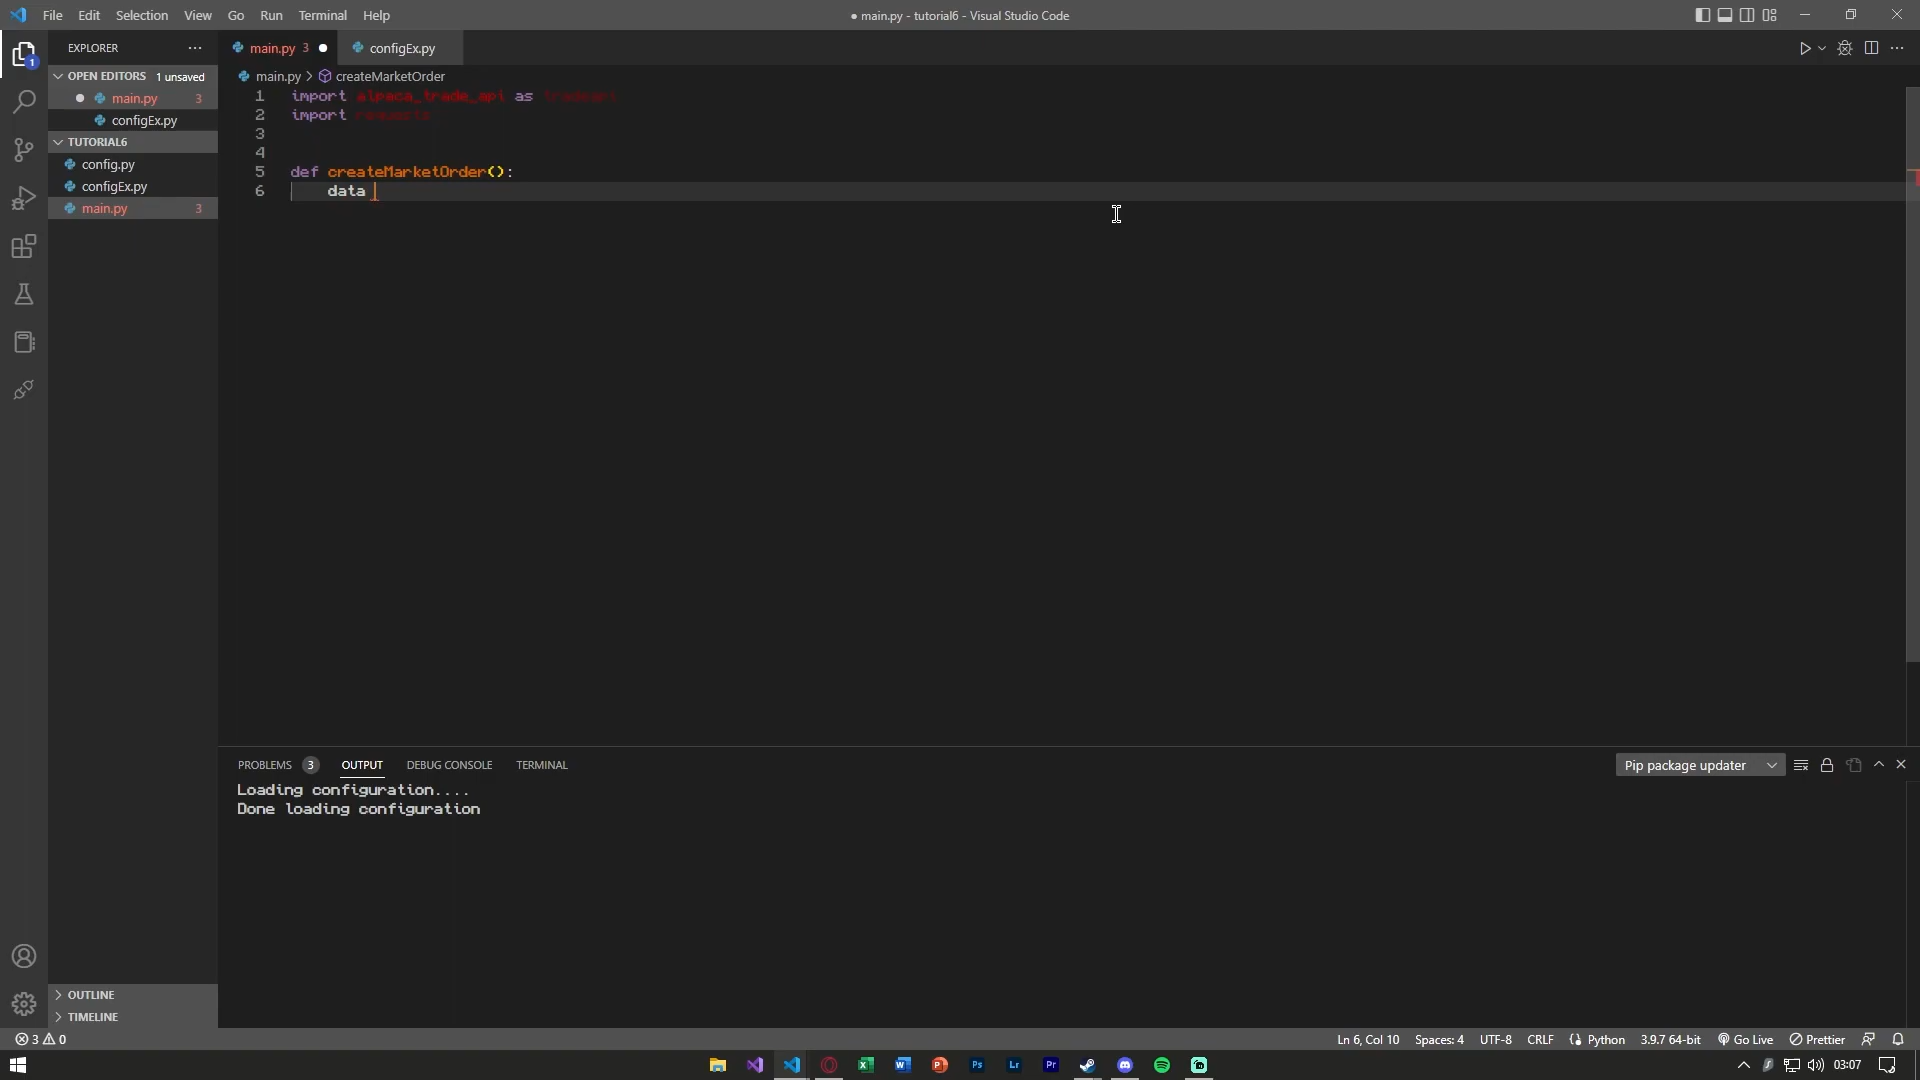 File Edit Selection View Go Run Terminal Help
● main.py - tutorial6 - Visual Studio Code
EXPLORER
main.py 3
configEx.py
OPEN EDITORS 1 unsaved
main.py 3
configEx.py
TUTORIAL6
config.py
configEx.py
main.py 3
main.py > createMarketOrder
1 import alpaca_trade_api as tradeapi
2 import requests
3
4
5 def createMarketOrder():
6 data
PROBLEMS 3 OUTPUT DEBUG CONSOLE TERMINAL
Pip package updater
Loading configuration....
Done loading configuration
OUTLINE
TIMELINE
3 0
Ln 6, Col 10 Spaces: 4 UTF-8 CRLF Python 3.9.7 64-bit Go Live Prettier
1
X W P Ps Lr Pr
03:07